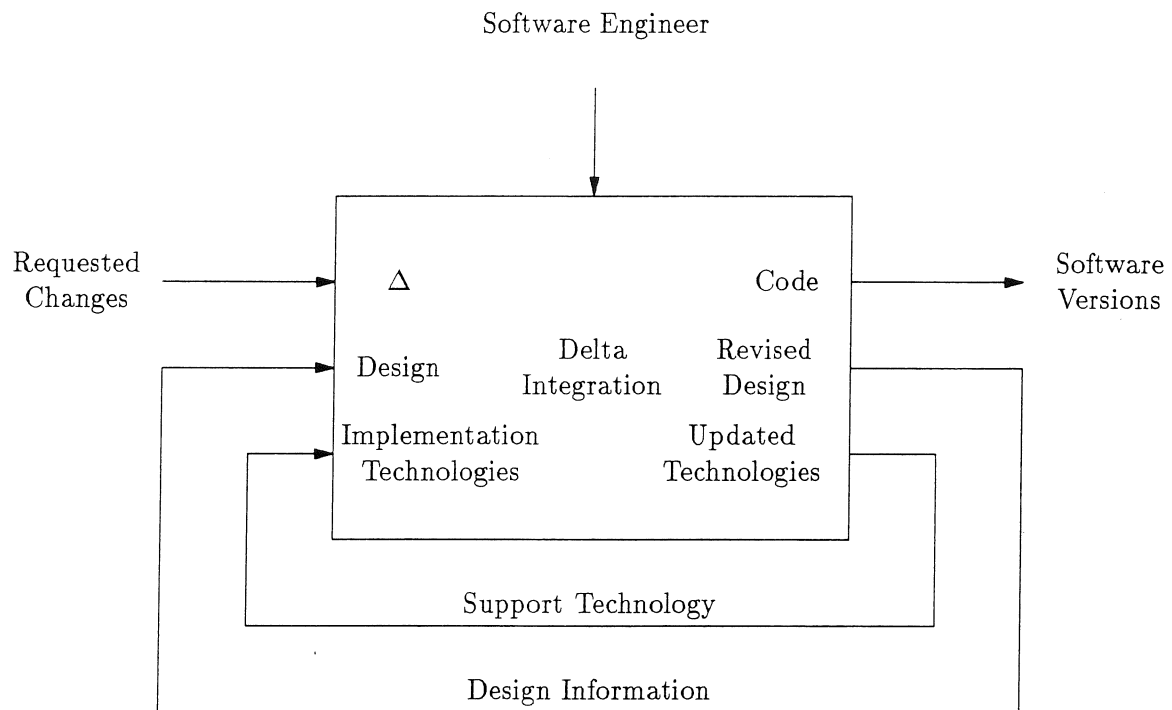 Software Engineer
Requested
Changes
Δ
Code
Software
Versions
Design
Delta
Integration
Revised
Design
Implementation
Technologies
Updated
Technologies
Support Technology
Design Information